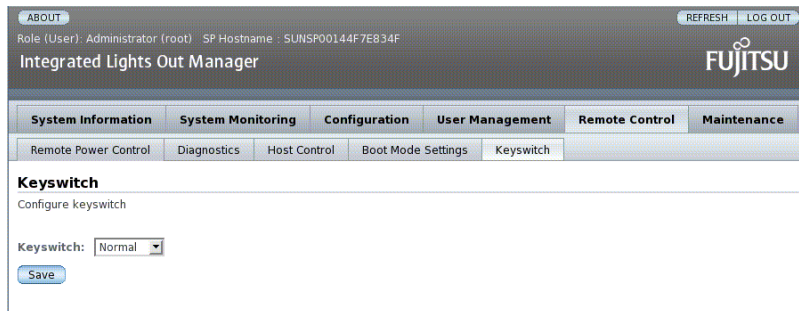 ABOUT
REFRESH LOG OUT
Role (User): Administrator (root) SP Hostname : SUNSP00144F7E834F
Integrated Lights Out Manager
FUJITSU
System Information System Monitoring Configuration User Management Remote Control Maintenance
Remote Power Control Diagnostics Host Control Boot Mode Settings Keyswitch
Keyswitch
Configure keyswitch
Keyswitch: Normal
Save